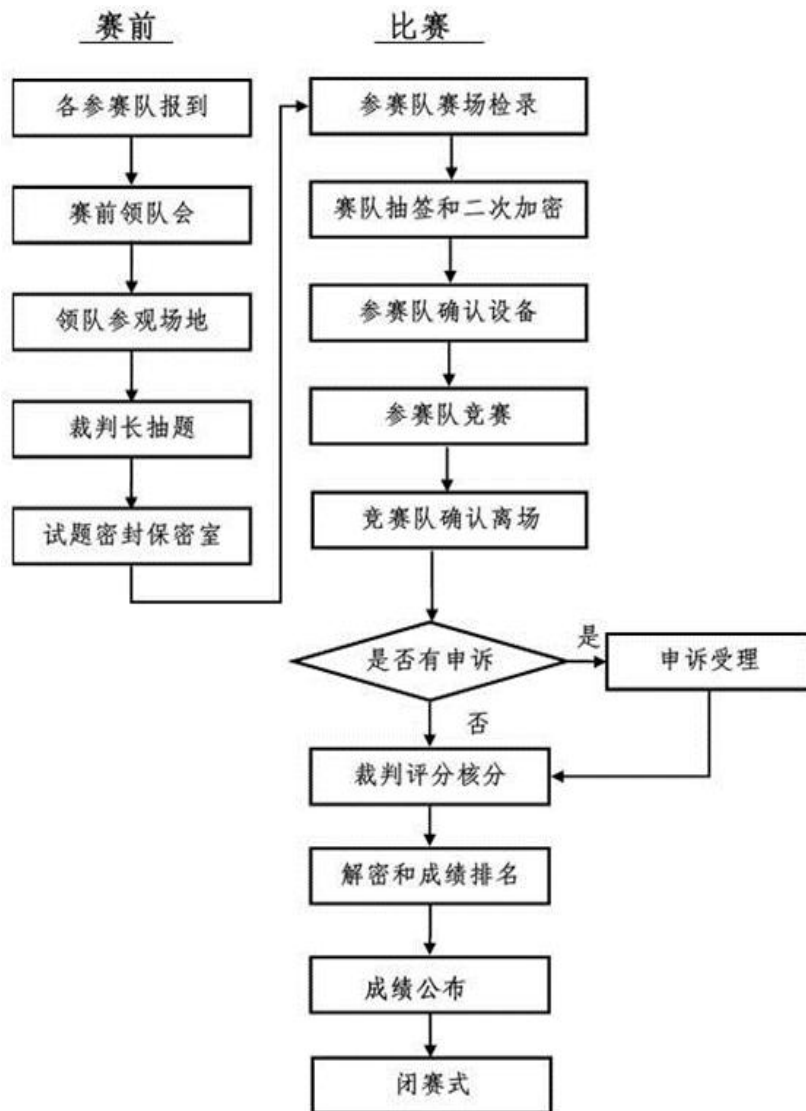 赛前
各参赛队报到
赛前领队会
领队参观场地
裁判长抽题
试题密封保密室
比赛
参赛队赛场检录
赛队抽签和二次加密
参赛队确认设备
参赛队竞赛
竞赛队确认离场
是否有申诉
是
申诉受理
否
裁判评分核分
解密和成绩排名
成绩公布
闭赛式